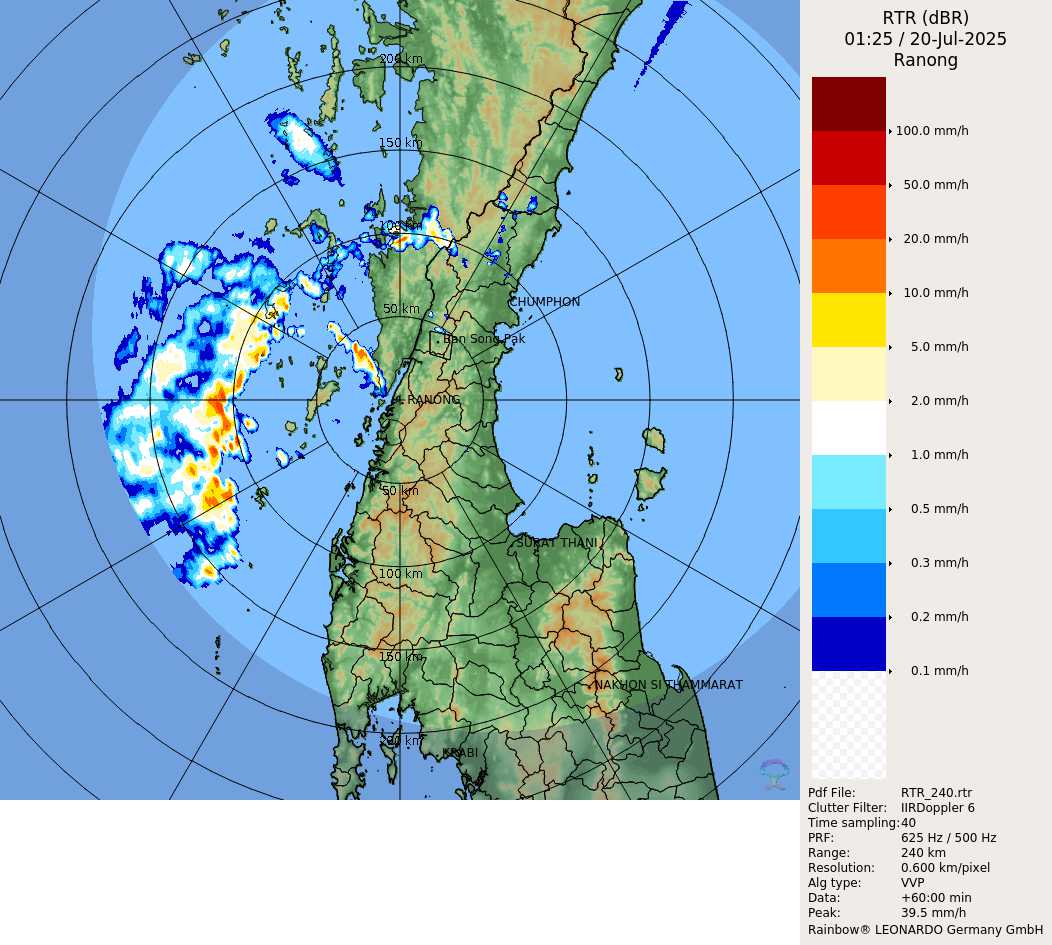 RTR (dBR)
01:25 / 20-Jul-2025
Ranong
100.0 mm/h
50.0 mm/h
20.0 mm/h
10.0 mm/h
5.0 mm/h
2.0 mm/h
1.0 mm/h
0.5 mm/h
0.3 mm/h
0.2 mm/h
0.1 mm/h
200 km
150 km
100 km
50 km
CHUMPHON
Ban Song Pak
RANONG
50 km
SURAT THANI
100 km
150 km
NAKHON SI THAMMARAT
200 km
KRABI
Pdf File: RTR_240.rtr
Clutter Filter: IIRDoppler 6
Time sampling: 40
PRF: 625 Hz / 500 Hz
Range: 240 km
Resolution: 0.600 km/pixel
Alg type: VVP
Data: +60:00 min
Peak: 39.5 mm/h
Rainbow® LEONARDO Germany GmbH